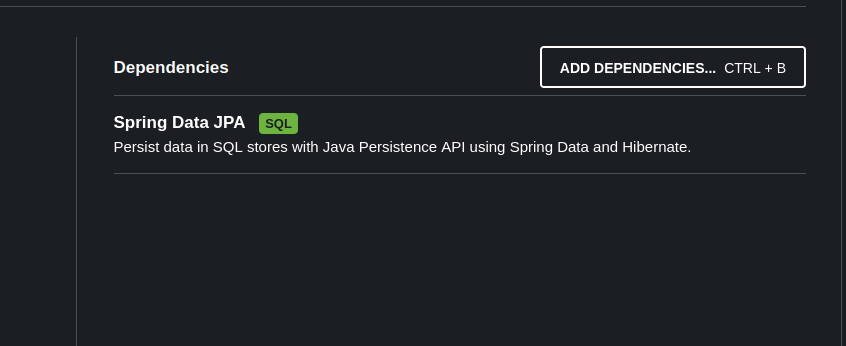 Dependencies
ADD DEPENDENCIES... CTRL + B
Spring Data JPA SQL
Persist data in SQL stores with Java Persistence API using Spring Data and Hibernate.